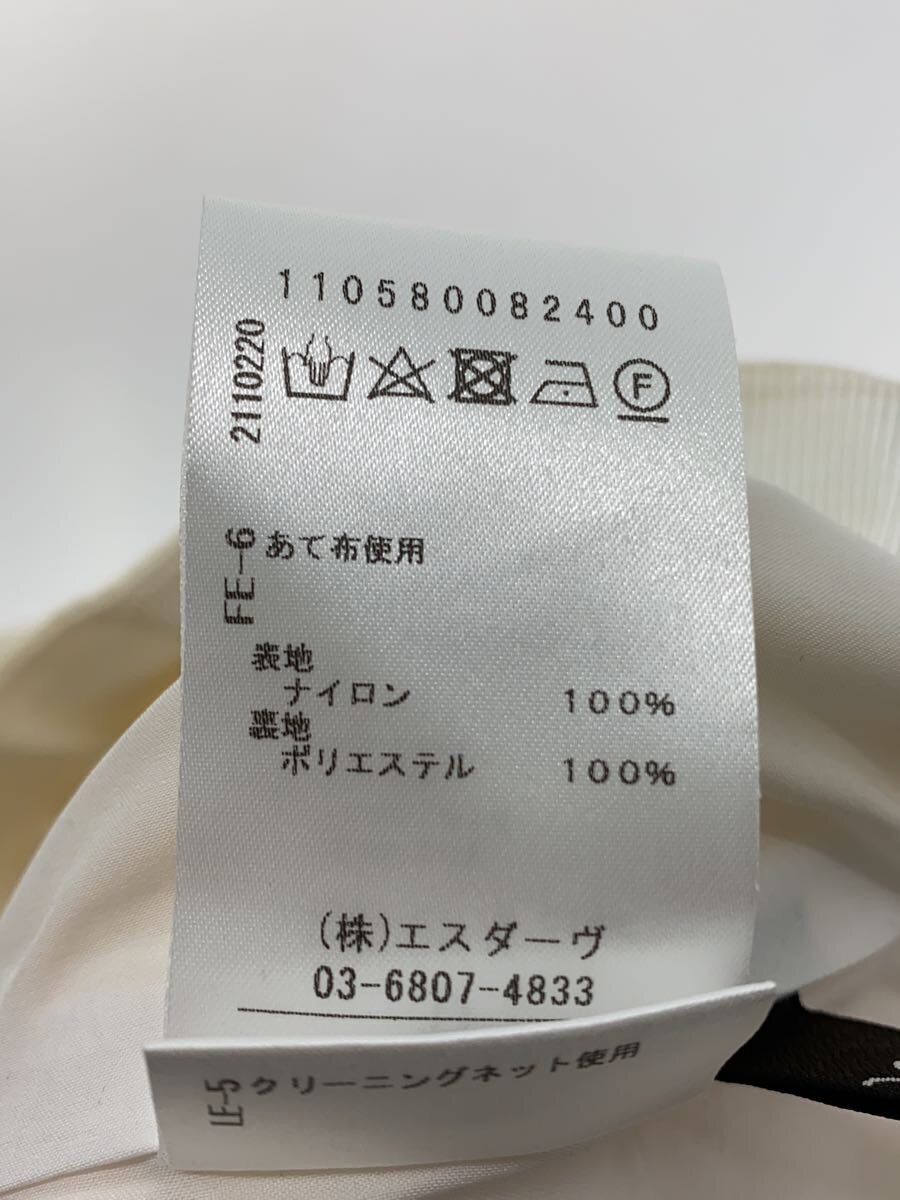 110580082400
2110220
F
FE-6
あて布使用
表地
ナイロン 100%
裏地
ポリエステル 100%
(株)エスダーヴ
03-6807-4833
LE-5 クリーニングネット使用